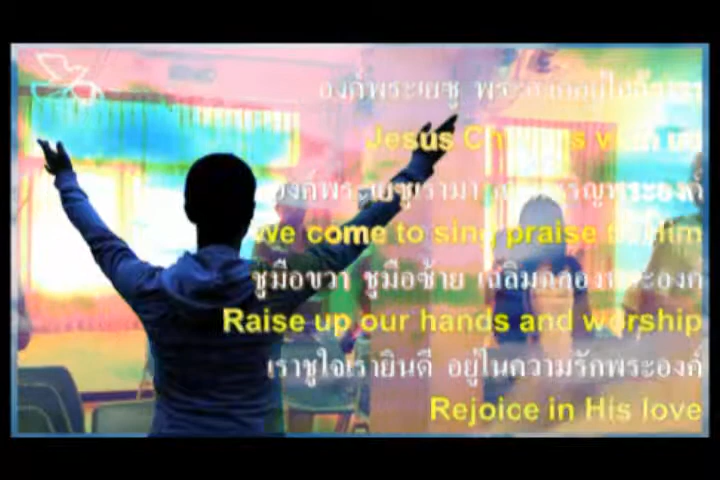 องค์พระเยซู
Jesus
องค์พระเยซูเรามา
We come to sing praise Him
ชูมือขวา ชูมือซ้าย
Raise up our hands and worship
เราชูใจเรายินดี อยู่ในความรักพระองค์
Rejoice in His love